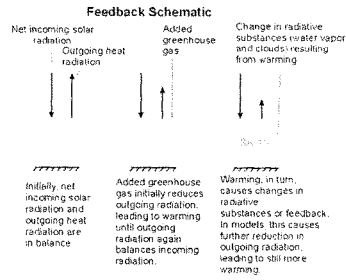 Feedback Schematic
Net incoming solar
radiation
Outgoing heat
radiation
Added
greenhouse
gas
Change in radiative
substances (water vapor
and clouds) resulting
from warming
Initially, net
incoming solar
radiation and
outgoing heat
radiation are
in balance
Added greenhouse
gas initially reduces
outgoing radiation,
leading to warming
until outgoing
radiation again
balances incoming
radiation.
Warming, in turn,
causes changes in
radiative
substances or feedback.
In models, this causes
further reduction in
outgoing radiation,
leading to still more
warming.